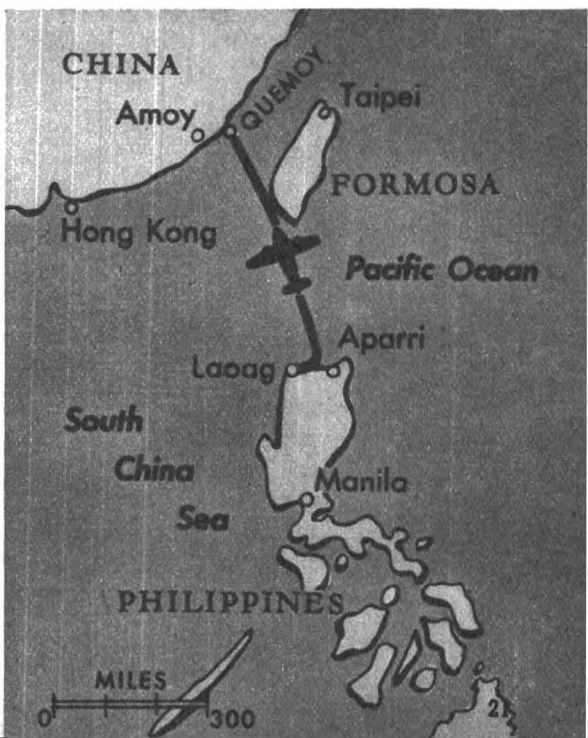 CHINA
Amoy
QUEMOY
Taipei
FORMOSA
Hong Kong
Pacific Ocean
Aparri
Laoag
South
China
Sea
Manila
PHILIPPINES
MILES
0
300
21